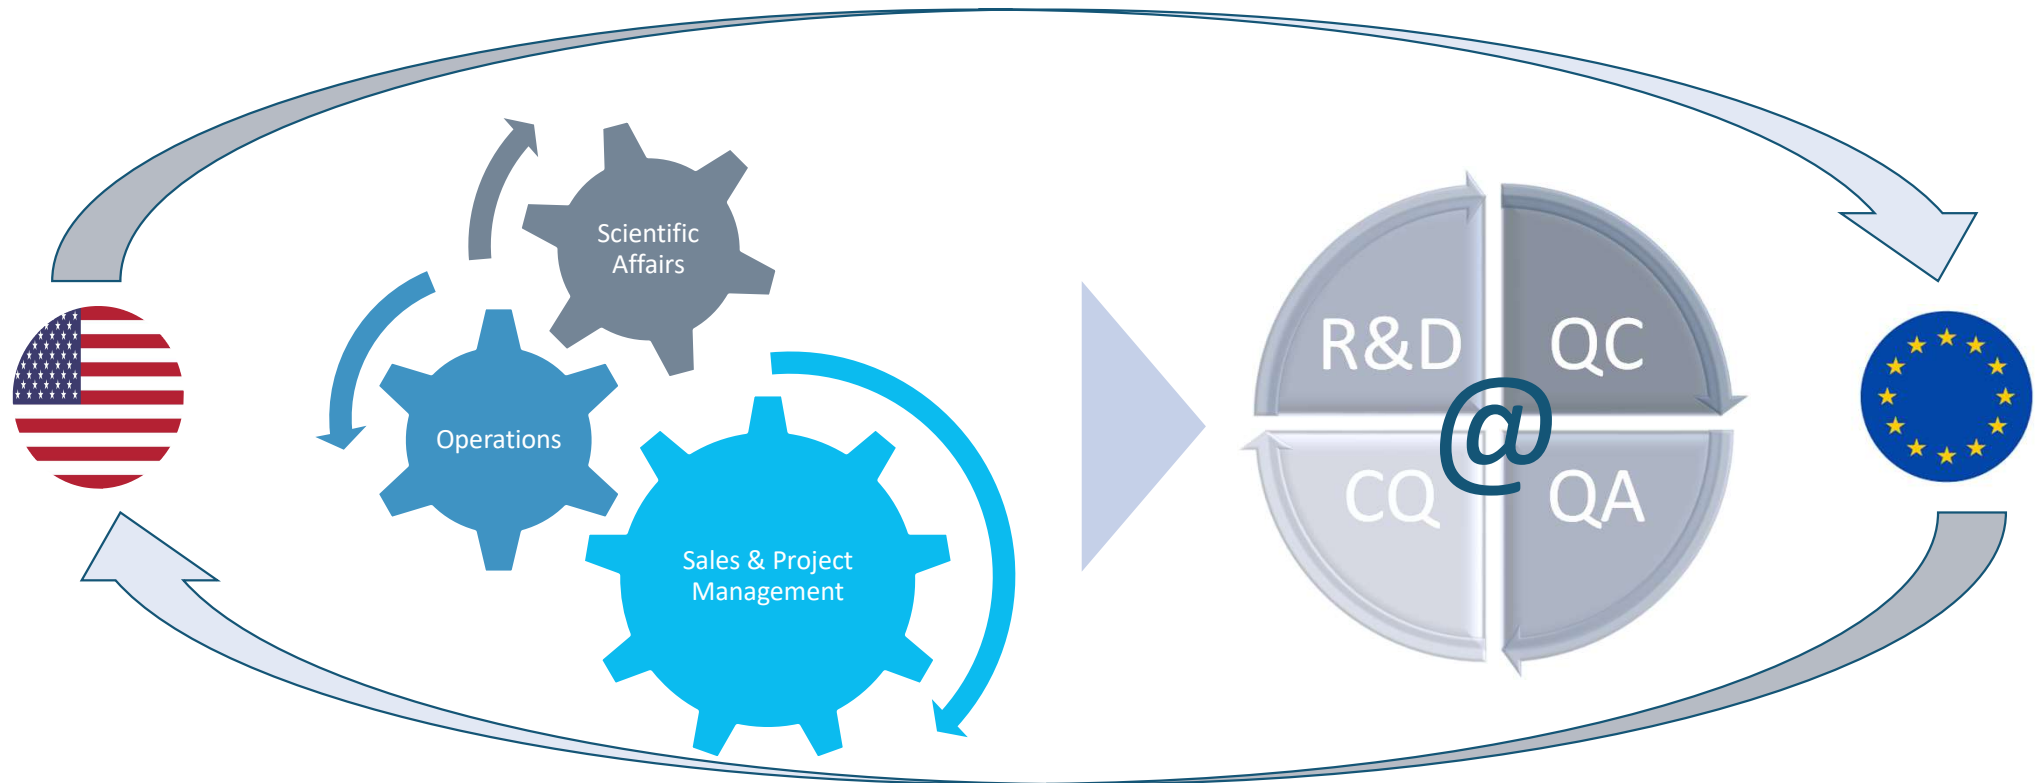 Scientific
Affairs
Operations
Sales & Project
Management
R&D
QC
@
CQ
QA